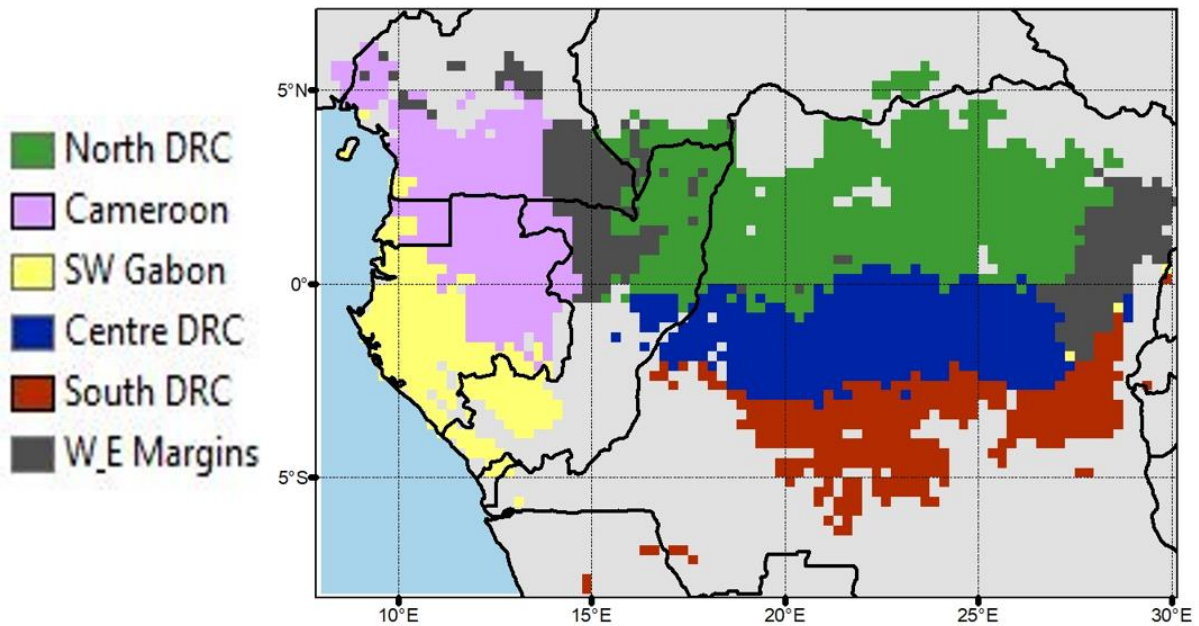 North DRC
Cameroon
SW Gabon
Centre DRC
South DRC
W_E Margins
5°N
0°
5°S
10°E
15°E
20°E
25°E
30°E